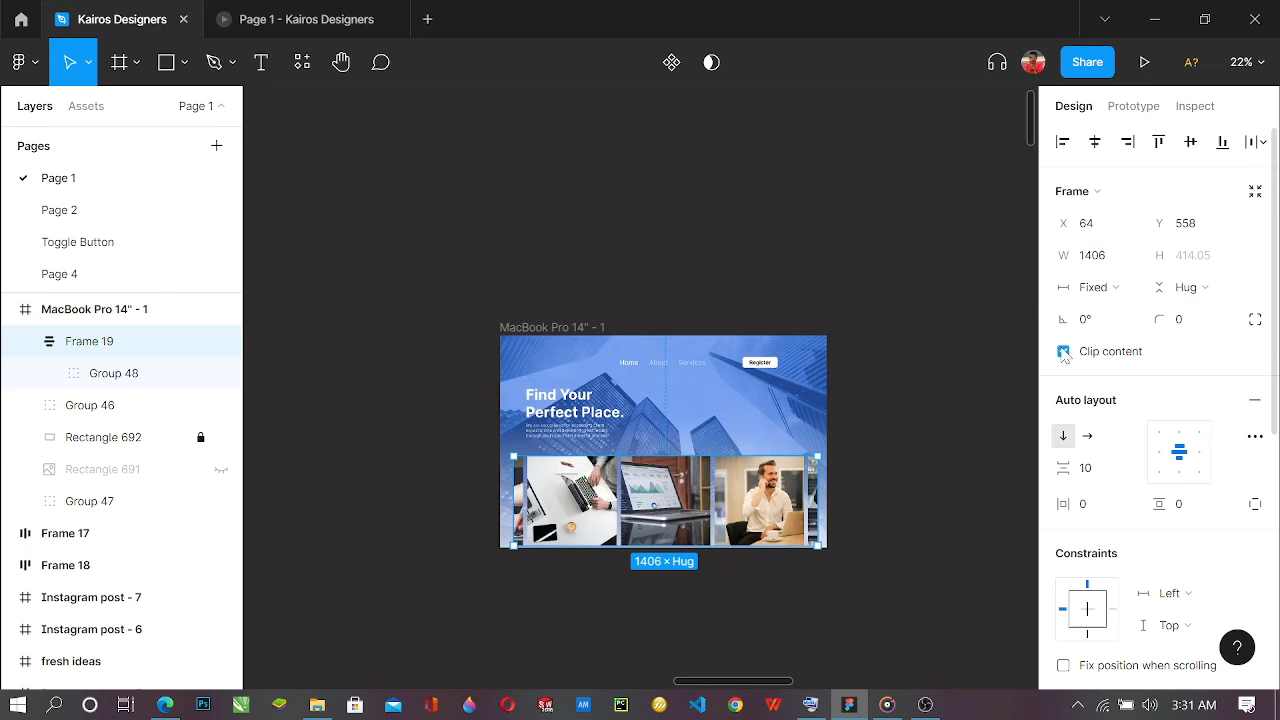 Kairos Designers
Page 1 - Kairos Designers
Share
A?
22%
Layers
Assets
Page 1
Pages
Page 1
Page 2
Toggle Button
Page 4
MacBook Pro 14" - 1
Frame 19
Group 48
Group 46
Rectangle 692
Rectangle 691
Group 47
Frame 17
Frame 18
Instagram post - 7
Instagram post - 6
fresh ideas
MacBook Pro 14" - 1
Home About Services
Register
Find Your
Perfect Place.
1406 × Hug
Design
Prototype
Inspect
Frame
X 64
Y 558
W 1406
H 414.05
Fixed
Hug
0°
0
Clip content
Auto layout
10
0
0
Constraints
Left
Top
Fix position when scrolling
?
3:31 AM